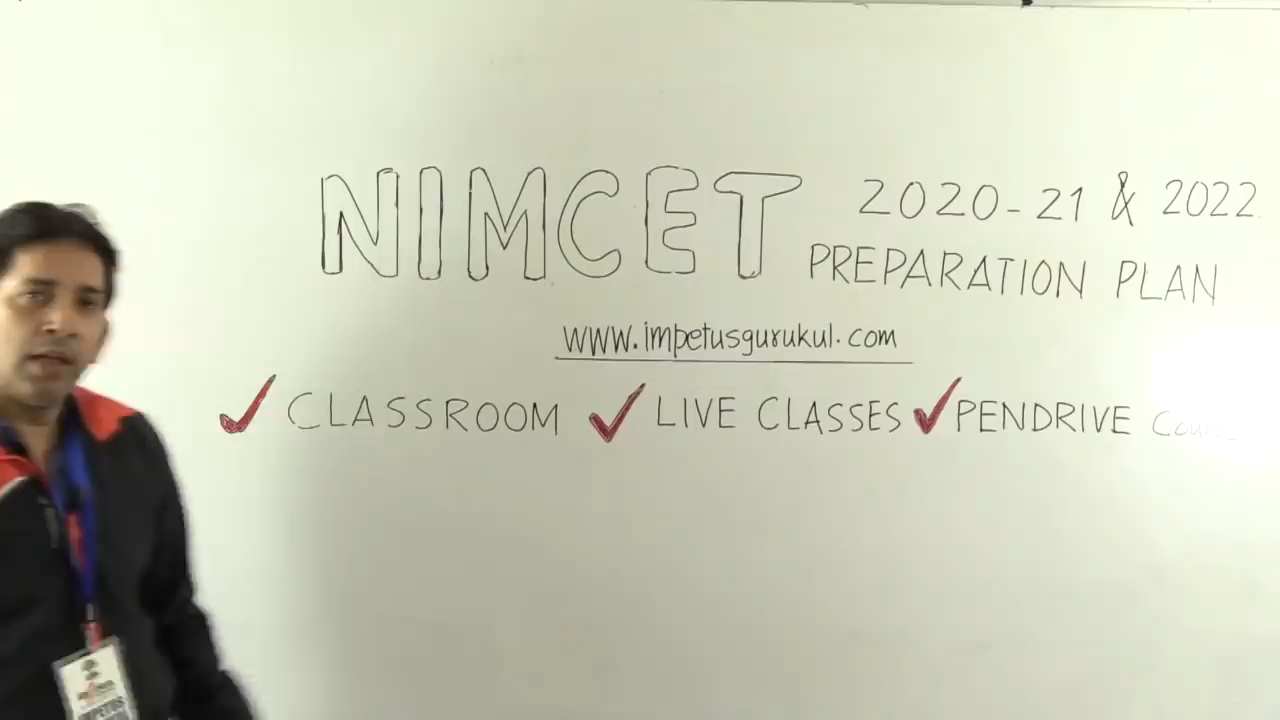 NIMCET 2020-21 & 2022
PREPARATION PLAN
www.impetusgurukul.com
✓ CLASSROOM ✓ LIVE CLASSES ✓ PENDRIVE